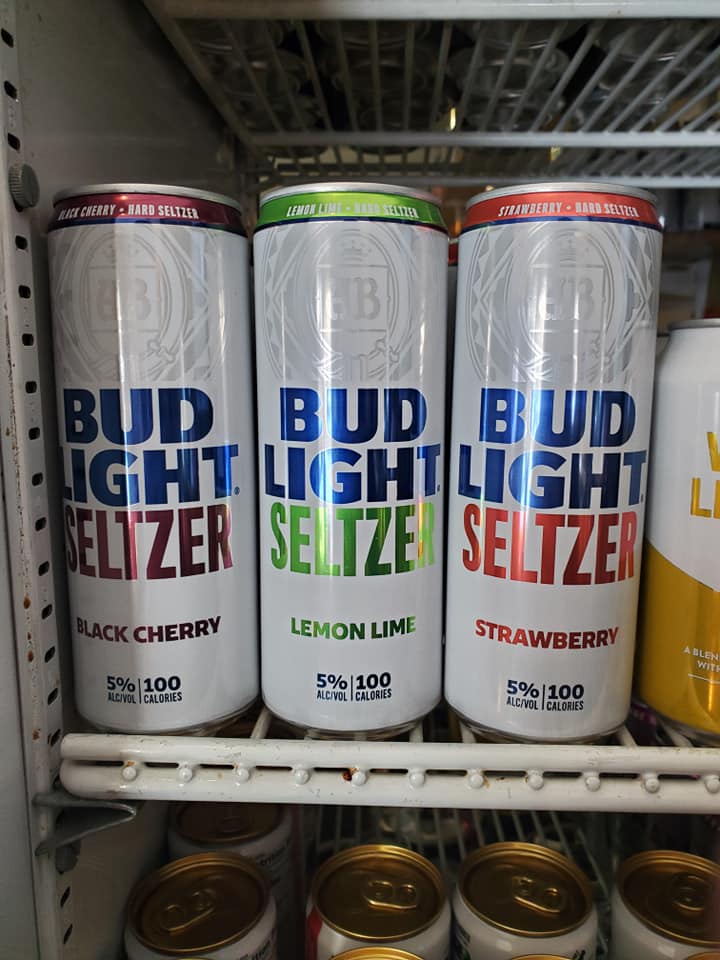 BLACK CHERRY • HARD SELTZER
BUD
LIGHT.
SELTZER
BLACK CHERRY
5% ALC/VOL | 100 CALORIES
LEMON LIME • HARD SELTZER
BUD
LIGHT.
SELTZER
LEMON LIME
5% ALC/VOL | 100 CALORIES
STRAWBERRY • HARD SELTZER
BUD
LIGHT.
SELTZER
STRAWBERRY
5% ALC/VOL | 100 CALORIES